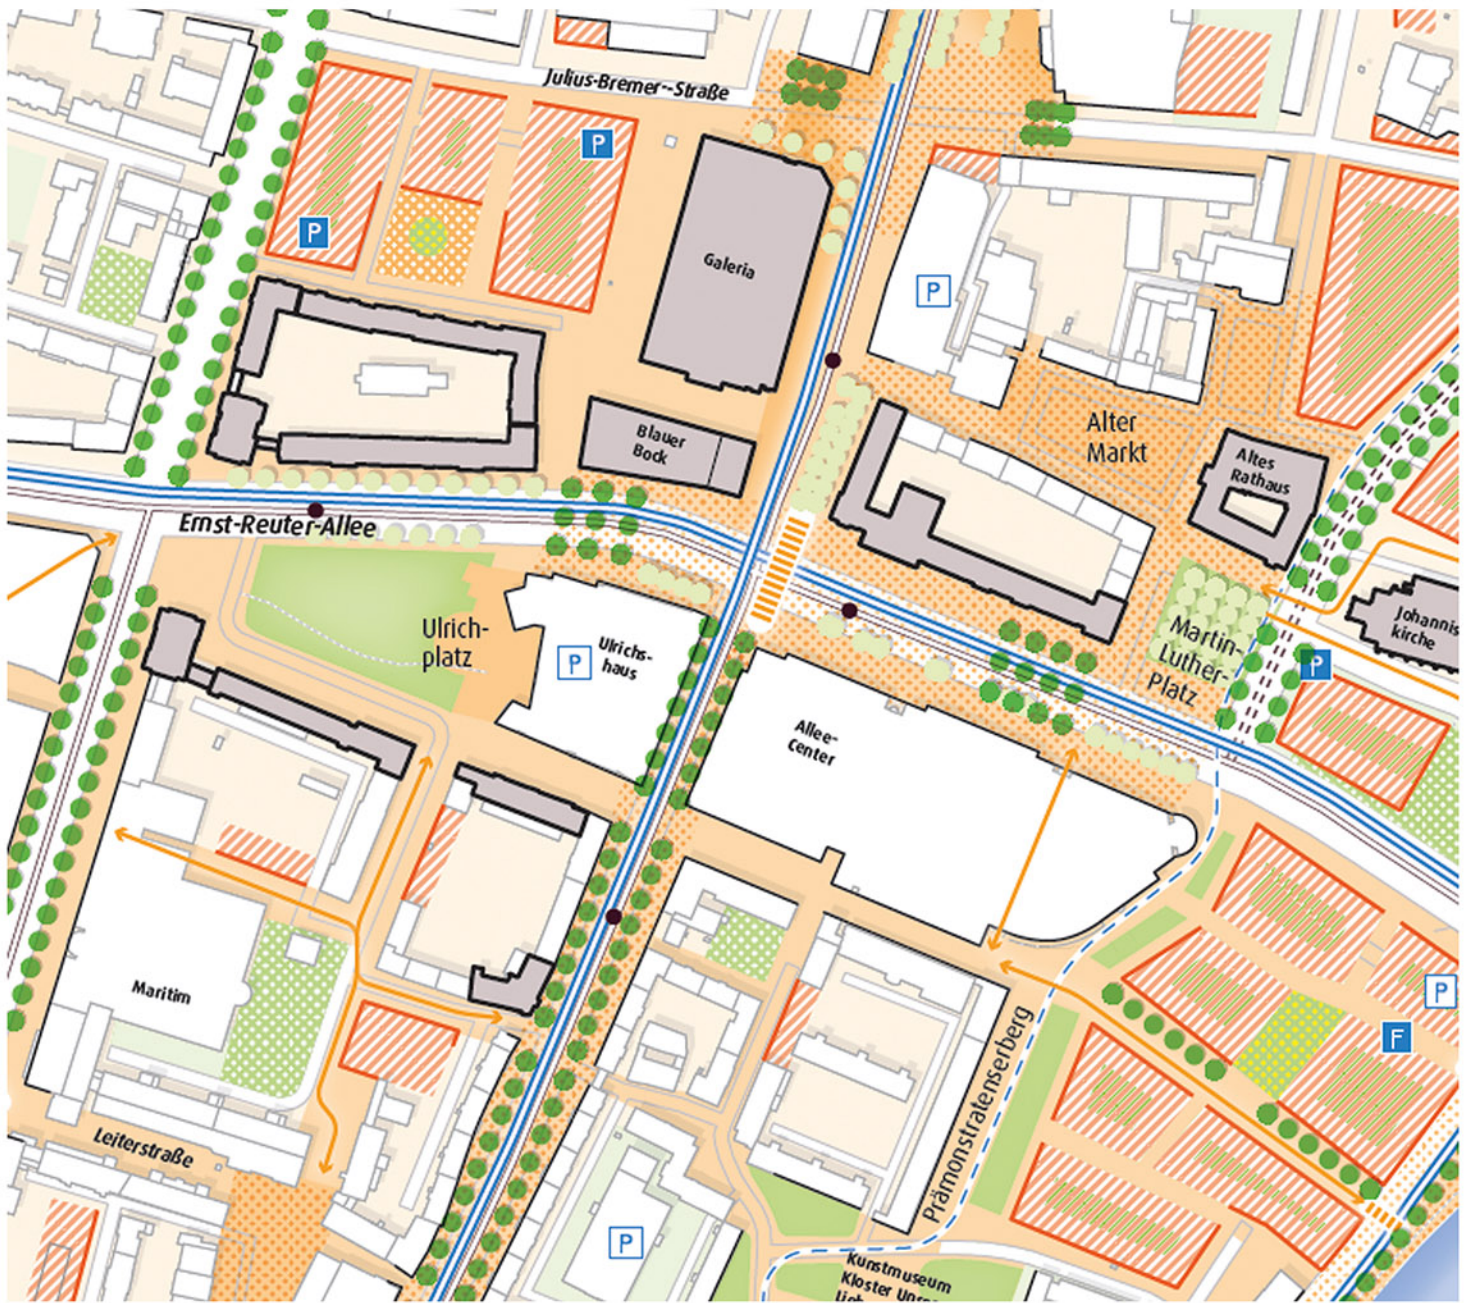 Julius-Bremer--Straße
P
P
Galeria
P
Blauer
Bock
Alter
Markt
Altes
Rathaus
Ernst-Reuter-Allee
Johannis
kirche
Ulrich-
platz
P
Ulrichs-
haus
Martin-
Luther-
Platz
P
Allee-
Center
Maritim
P
F
Prämonstratenserberg
Leiterstraße
P
Kunstmuseum
Kloster